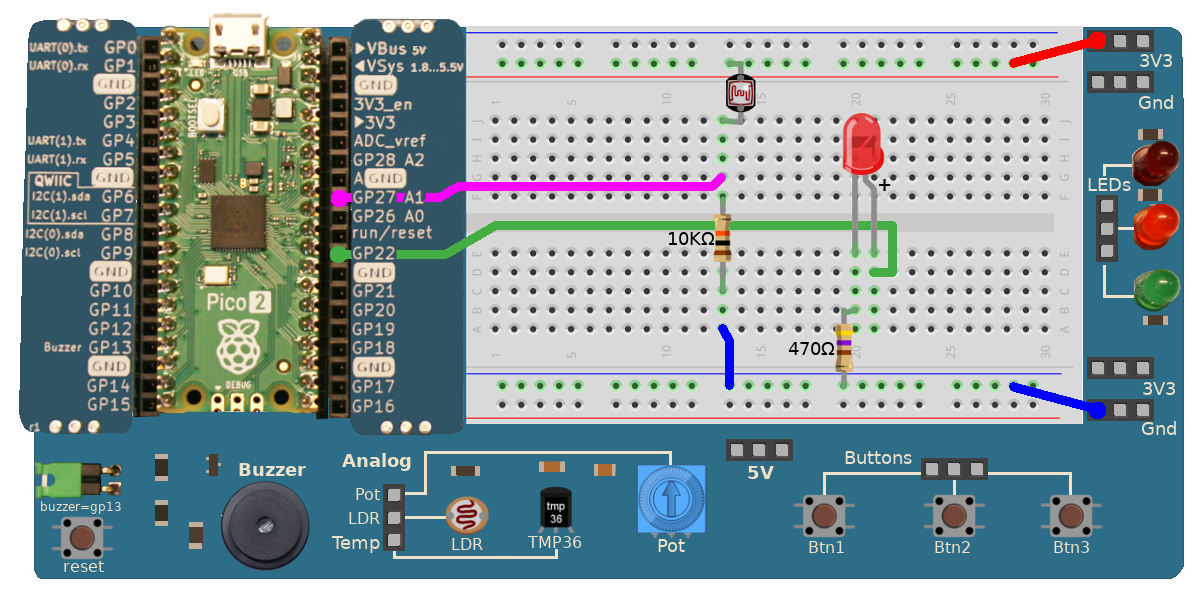 UART(0).tx GP0
UART(0).rx GP1
GND
GP2
GP3
UART(1).tx GP4
UART(1).rx GP5
QWIIC GND
I2C(1).sda GP6
I2C(1).scl GP7
I2C(0).sda GP8
I2C(0).scl GP9
GND
GP10
GP11
GP12
Buzzer GP13
GND
GP14
GP15
r1
LED
USB
BOOTSEL
Pico 2
DEBUG
VBus 5V
VSys 1.8...5.5V
GND
3V3_en
3V3
ADC_vref
GP28 A2
A GND
GP27 A1
GP26 A0
run/reset
GP22
GND
GP21
GP20
GP19
GP18
GND
GP17
GP16
1 5 10 15 20 25 30
J J
I I
H H
G G
F F
+
10KΩ
E E
D D
C C
B B
A A
470Ω
1 5 10 15 20 25 30
3V3
Gnd
LEDs
3V3
Gnd
buzzer=gp13
reset
Buzzer
Analog
Pot
LDR
Temp
LDR
tmp
36
TMP36
Pot
5V
Buttons
Btn1
Btn2
Btn3